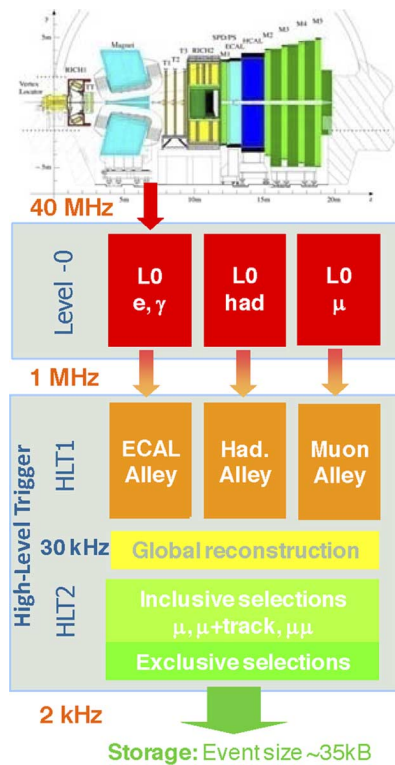 SPD/PS
ECAL
HCAL
M1
M2
M3
M4
M5
Magnet
T1
T2
T3
RICH2
RICH1
TT
Vertex
Locator
5m
-5m
5m
10m
15m
20m
z
40 MHz
Level -0
L0
e, γ
L0
had
L0
μ
1 MHz
High-Level Trigger
HLT1
ECAL
Alley
Had.
Alley
Muon
Alley
30 kHz
Global reconstruction
HLT2
Inclusive selections
μ, μ+track, μμ
Exclusive selections
2 kHz
Storage: Event size ~35kB